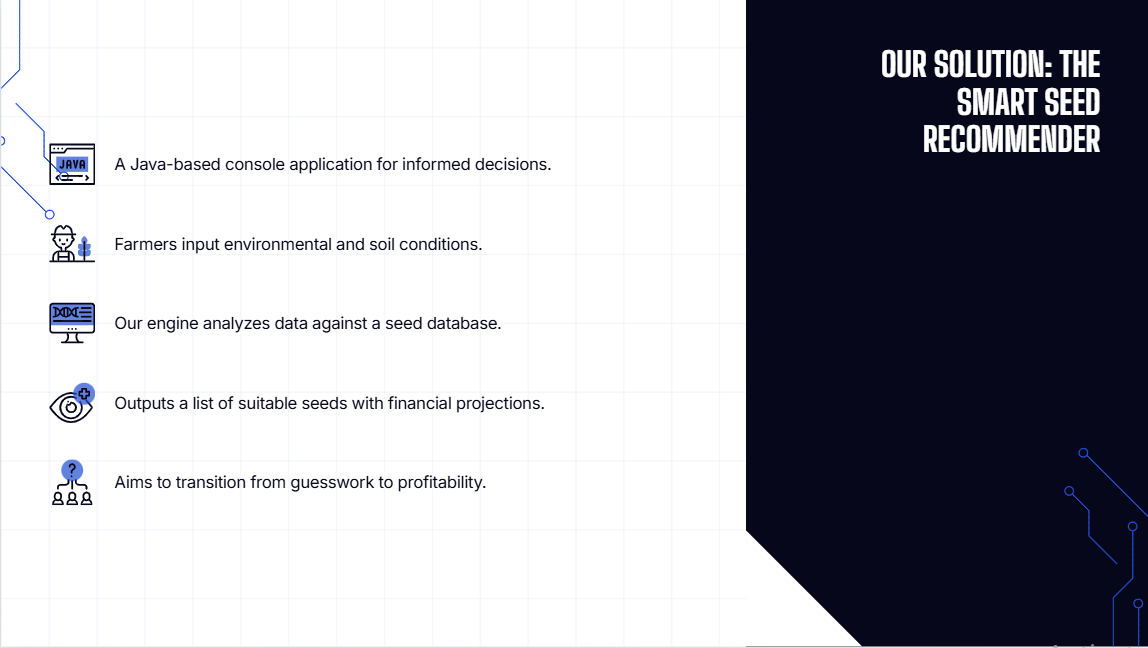 OUR SOLUTION: THE
SMART SEED
RECOMMENDER
JAVA
A Java-based console application for informed decisions.
Farmers input environmental and soil conditions.
Our engine analyzes data against a seed database.
Outputs a list of suitable seeds with financial projections.
?
Aims to transition from guesswork to profitability.